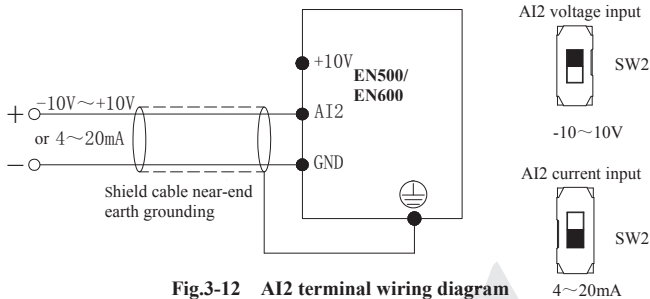 AI2 voltage input
SW2
-10~10V
+10V
EN500/
EN600
+ -10V～+10V
AI2
or 4～20mA
- GND
Shield cable near-end
earth grounding
AI2 current input
SW2
4～20mA
Fig.3-12 AI2 terminal wiring diagram